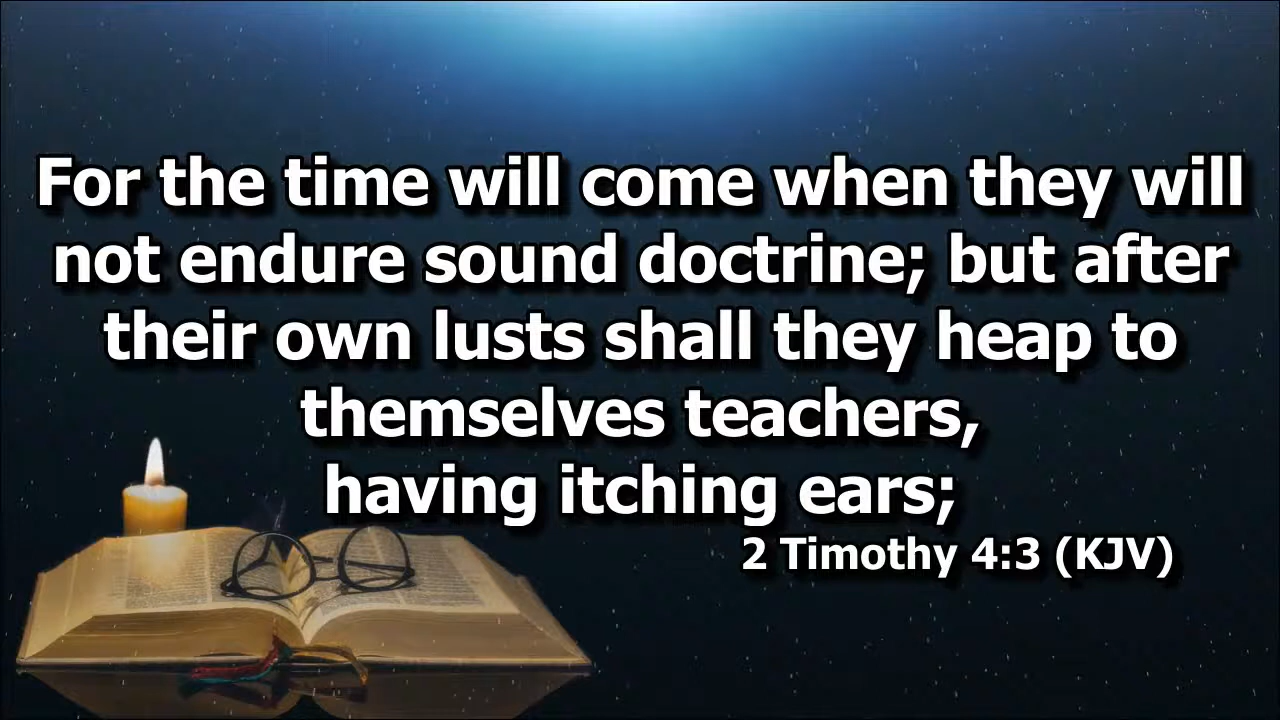 For the time will come when they will
not endure sound doctrine; but after
their own lusts shall they heap to
themselves teachers,
having itching ears;
2 Timothy 4:3 (KJV)